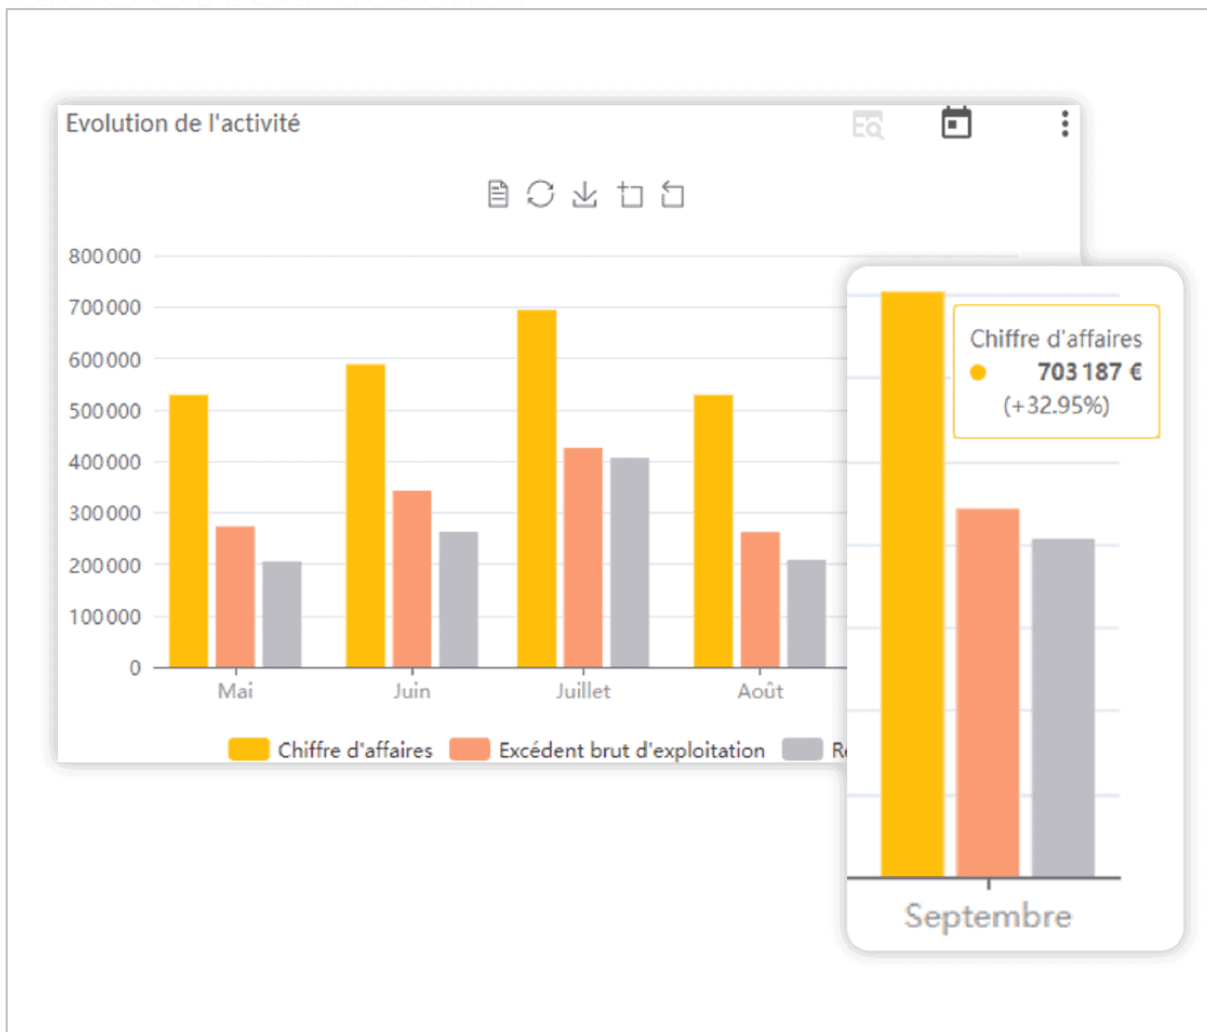 Evolution de l'activité
800 000
700 000
600 000
500 000
400 000
300 000
200 000
100 000
0
Mai
Juin
Juillet
Août
Chiffre d'affaires
Excédent brut d'exploitation
Chiffre d'affaires
703 187 €
(+32.95%)
Septembre